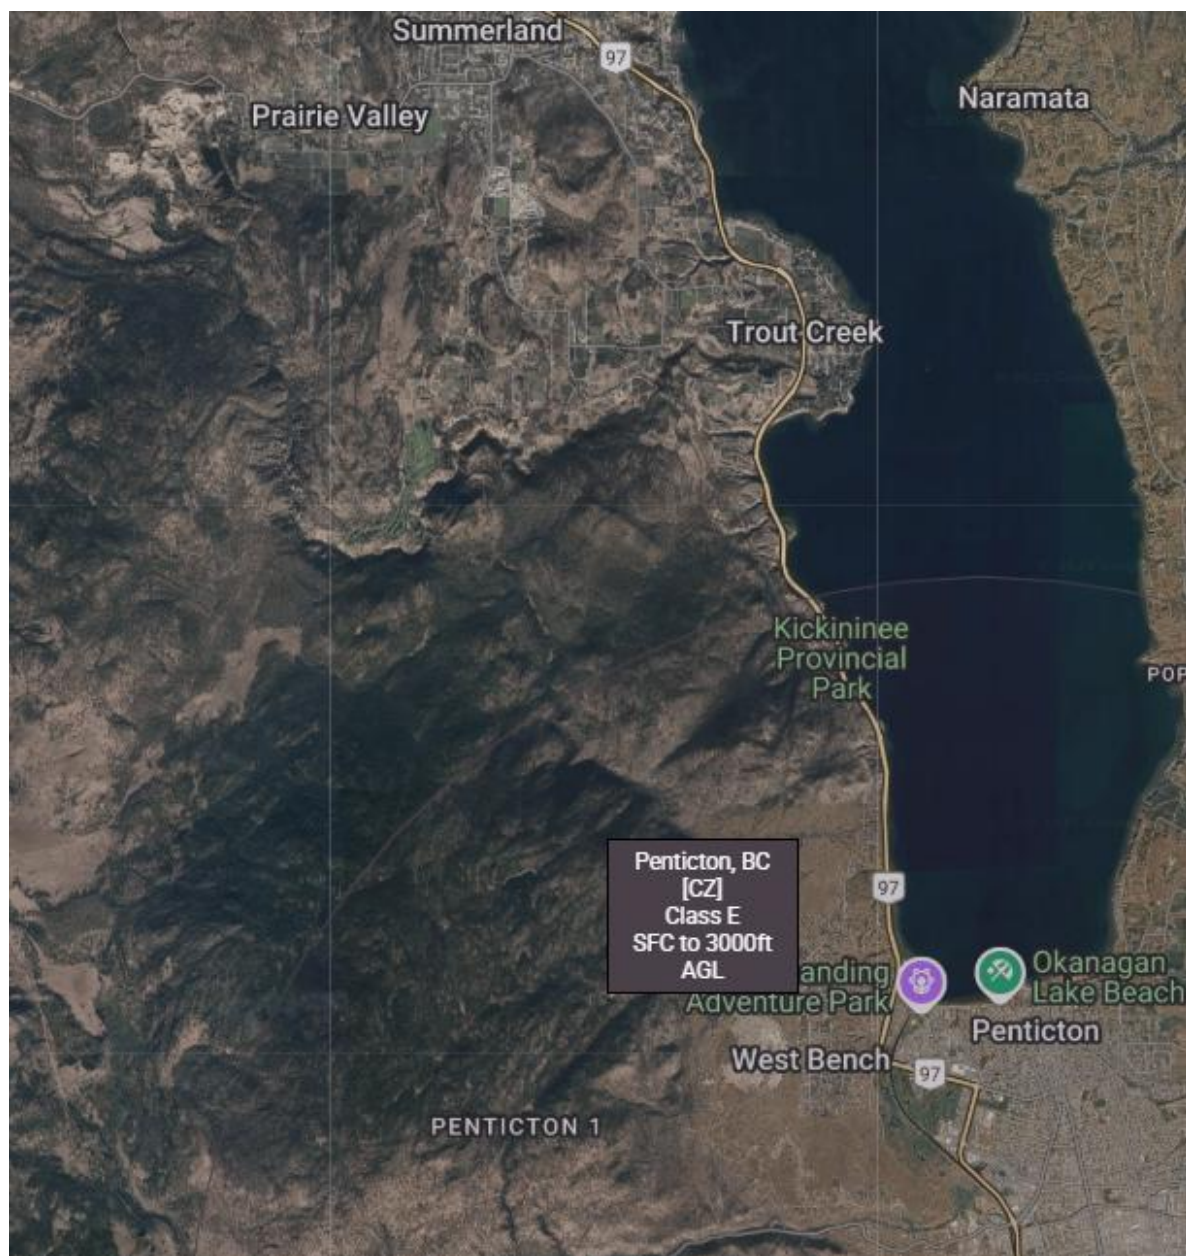 Summerland
97
Naramata
Prairie Valley
Trout Creek
Kickininee
Provincial
Park
POP
Penticton, BC
[CZ]
Class E
SFC to 3000ft
AGL
97
anding
Adventure Park
Okanagan
Lake Beach
Penticton
West Bench
97
PENTICTON 1